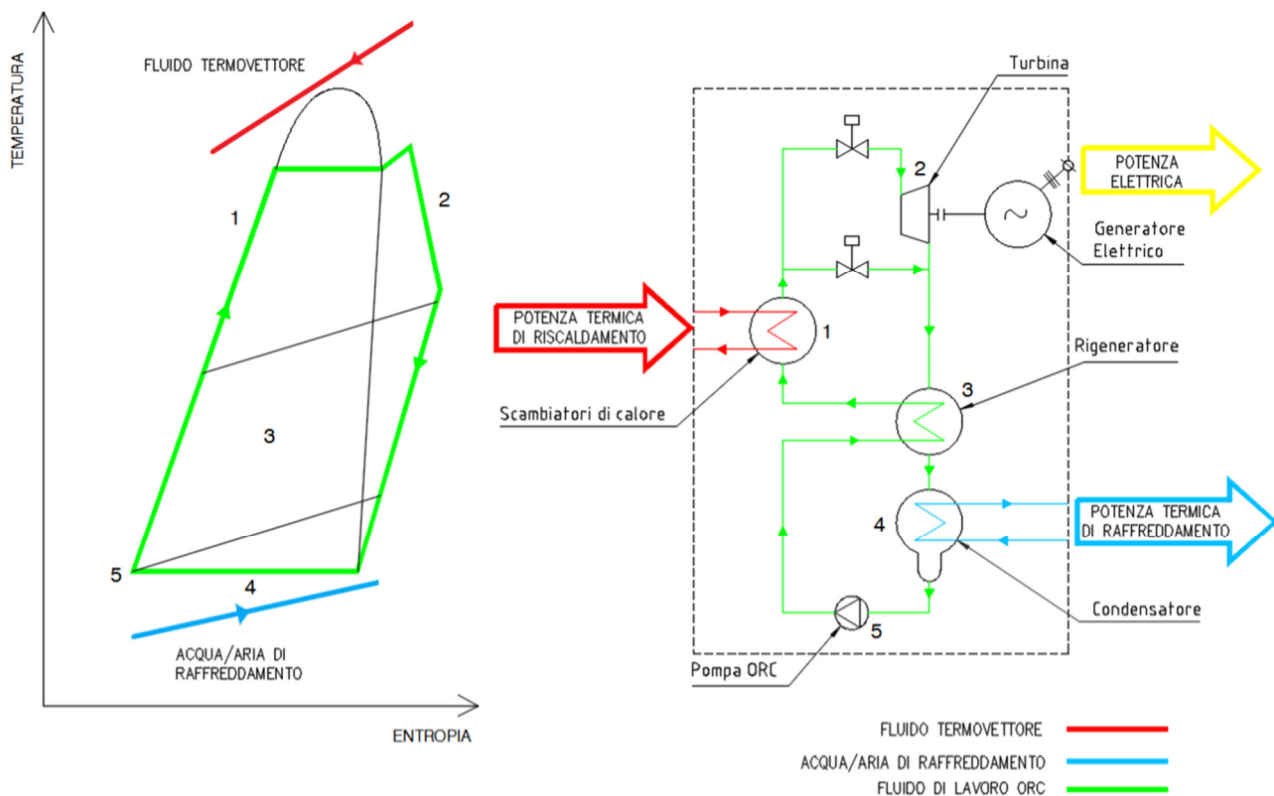 TEMPERATURA
FLUIDO TERMOVETTORE
1
2
3
5
4
ACQUA/ARIA DI
RAFFREDDAMENTO
ENTROPIA
Turbina
2
POTENZA
ELETTRICA
~
Generatore
Elettrico
POTENZA TERMICA
DI RISCALDAMENTO
1
Rigeneratore
Scambiatori di calore
3
4
POTENZA TERMICA
DI RAFFREDDAMENTO
Condensatore
5
Pompa ORC
FLUIDO TERMOVETTORE
ACQUA/ARIA DI RAFFREDDAMENTO
FLUIDO DI LAVORO ORC